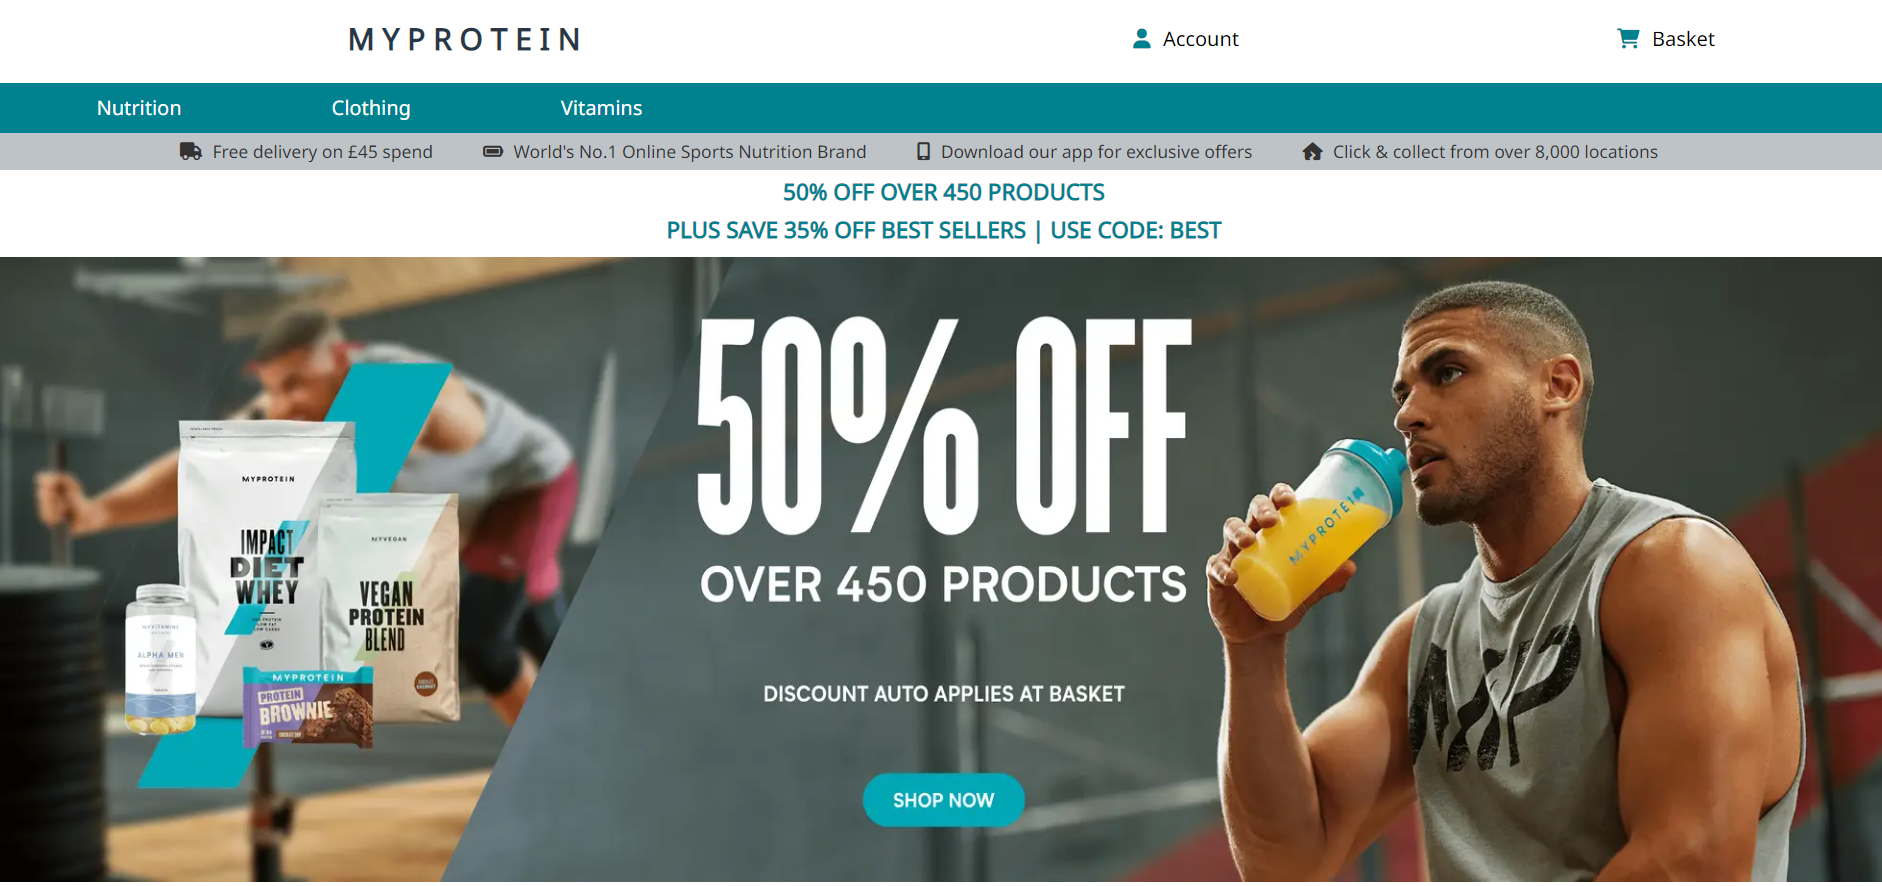 MYPROTEIN
Account
Basket
Nutrition
Clothing
Vitamins
Free delivery on £45 spend
World's No.1 Online Sports Nutrition Brand
Download our app for exclusive offers
Click & collect from over 8,000 locations
50% OFF OVER 450 PRODUCTS
PLUS SAVE 35% OFF BEST SELLERS | USE CODE: BEST
50% OFF
OVER 450 PRODUCTS
DISCOUNT AUTO APPLIES AT BASKET
SHOP NOW
MYPROTEIN
IMPACT
DIET
WHEY
MYVEGAN
VEGAN
PROTEIN
BLEND
MYVITAMINS
ALPHA MEN
MYPROTEIN
PROTEIN
BROWNIE
MYPROTEIN
MP